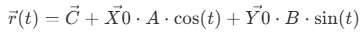 r⃗(t) = C⃗ + X⃗0 · A · cos(t) + Y⃗0 · B · sin(t)